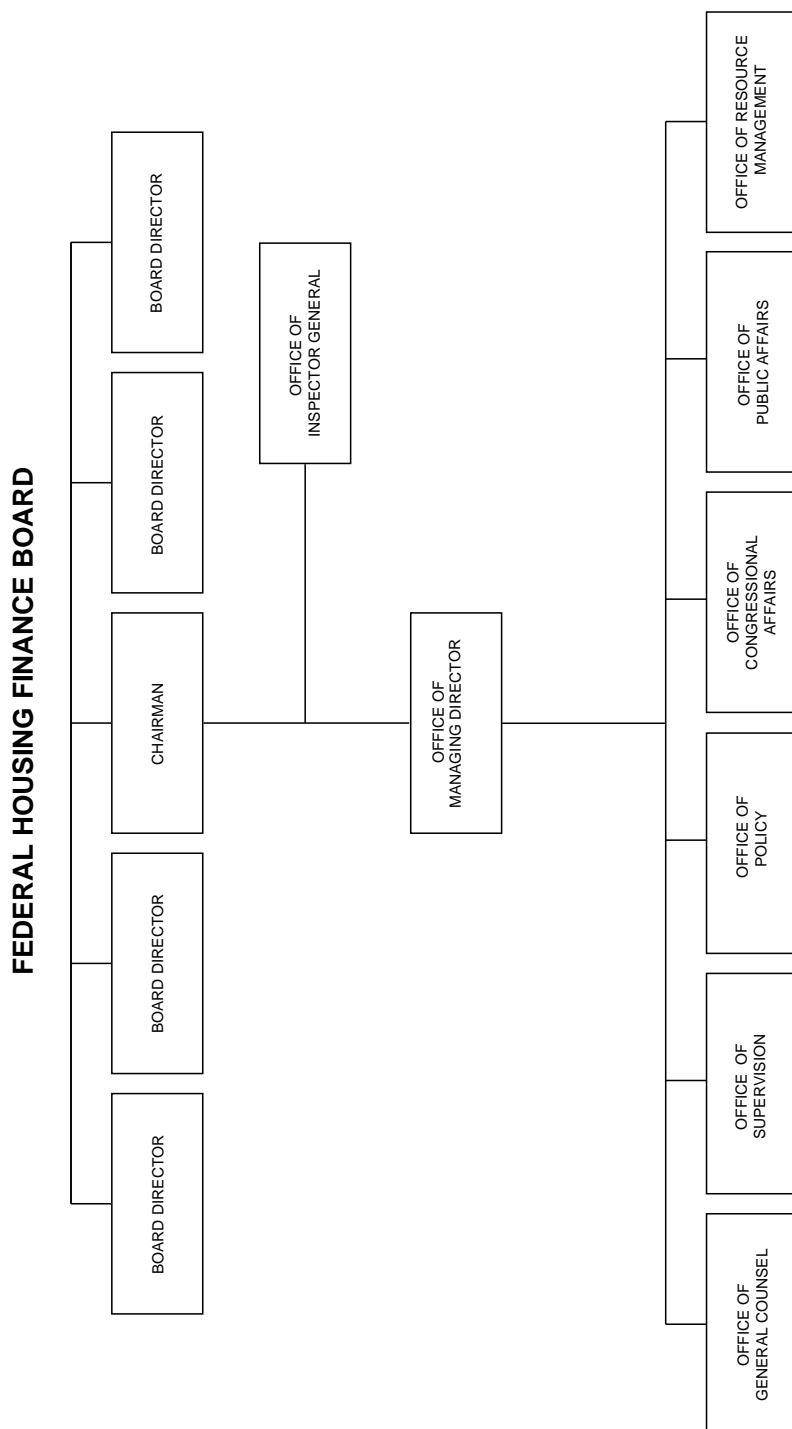 FEDERAL HOUSING FINANCE BOARD
BOARD DIRECTOR
BOARD DIRECTOR
CHAIRMAN
BOARD DIRECTOR
BOARD DIRECTOR
OFFICE OF
INSPECTOR GENERAL
OFFICE OF
MANAGING DIRECTOR
OFFICE OF
GENERAL COUNSEL
OFFICE OF
SUPERVISION
OFFICE OF
POLICY
OFFICE OF
CONGRESSIONAL
AFFAIRS
OFFICE OF
PUBLIC AFFAIRS
OFFICE OF RESOURCE
MANAGEMENT